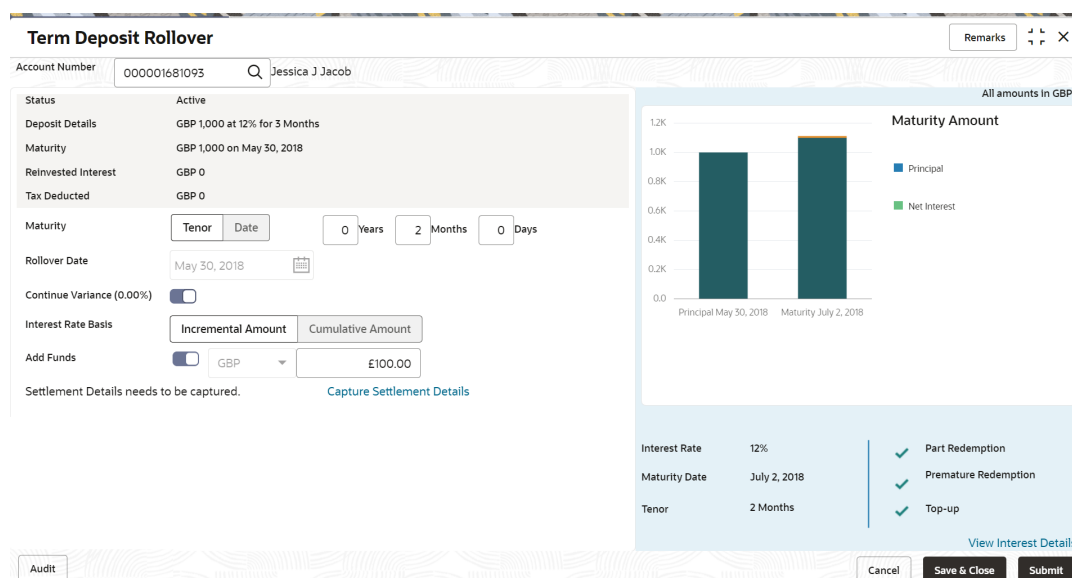 Term Deposit Rollover
Remarks
Account Number
000001681093
Jessica J Jacob
Status Active
Deposit Details GBP 1,000 at 12% for 3 Months
Maturity GBP 1,000 on May 30, 2018
Reinvested Interest GBP 0
Tax Deducted GBP 0
Maturity Tenor Date 0 Years 2 Months 0 Days
Rollover Date May 30, 2018
Continue Variance (0.00%)
Interest Rate Basis Incremental Amount Cumulative Amount
Add Funds GBP £100.00
Settlement Details needs to be captured. Capture Settlement Details
All amounts in GBP
Maturity Amount
1.2K
1.0K
0.8K
0.6K
0.4K
0.2K
0.0
Principal May 30, 2018 Maturity July 2, 2018
Principal
Net Interest
Interest Rate 12%
Maturity Date July 2, 2018
Tenor 2 Months
Part Redemption
Premature Redemption
Top-up
View Interest Details
Audit
Cancel Save & Close Submit